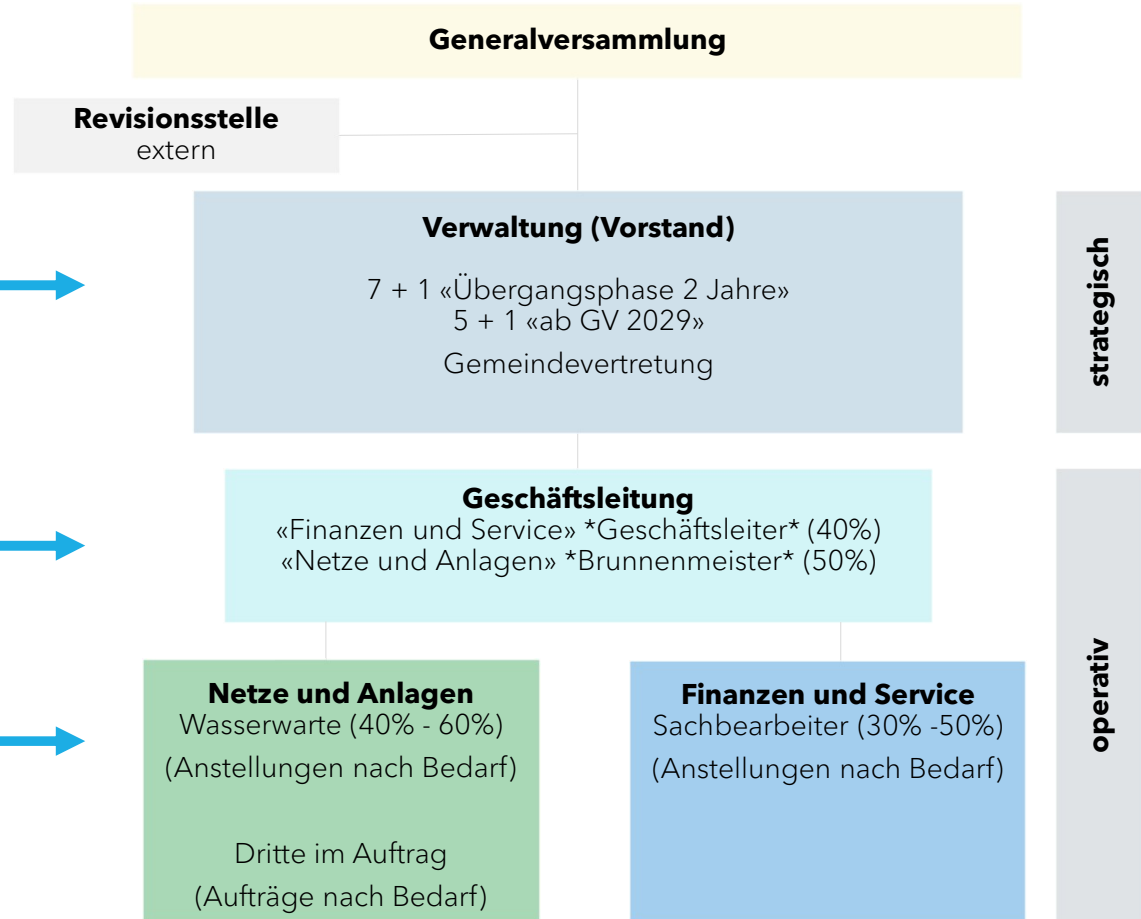 Generalversammlung
Revisionsstelle
extern
Verwaltung (Vorstand)
7 + 1 «Übergangsphase 2 Jahre»
5 + 1 «ab GV 2029»
Gemeindevertretung
strategisch
Geschäftsleitung
«Finanzen und Service» *Geschäftsleiter* (40%)
«Netze und Anlagen» *Brunnenmeister* (50%)
Netze und Anlagen
Wasserwarte (40% - 60%)
(Anstellungen nach Bedarf)
Dritte im Auftrag
(Aufträge nach Bedarf)
Finanzen und Service
Sachbearbeiter (30% -50%)
(Anstellungen nach Bedarf)
operativ